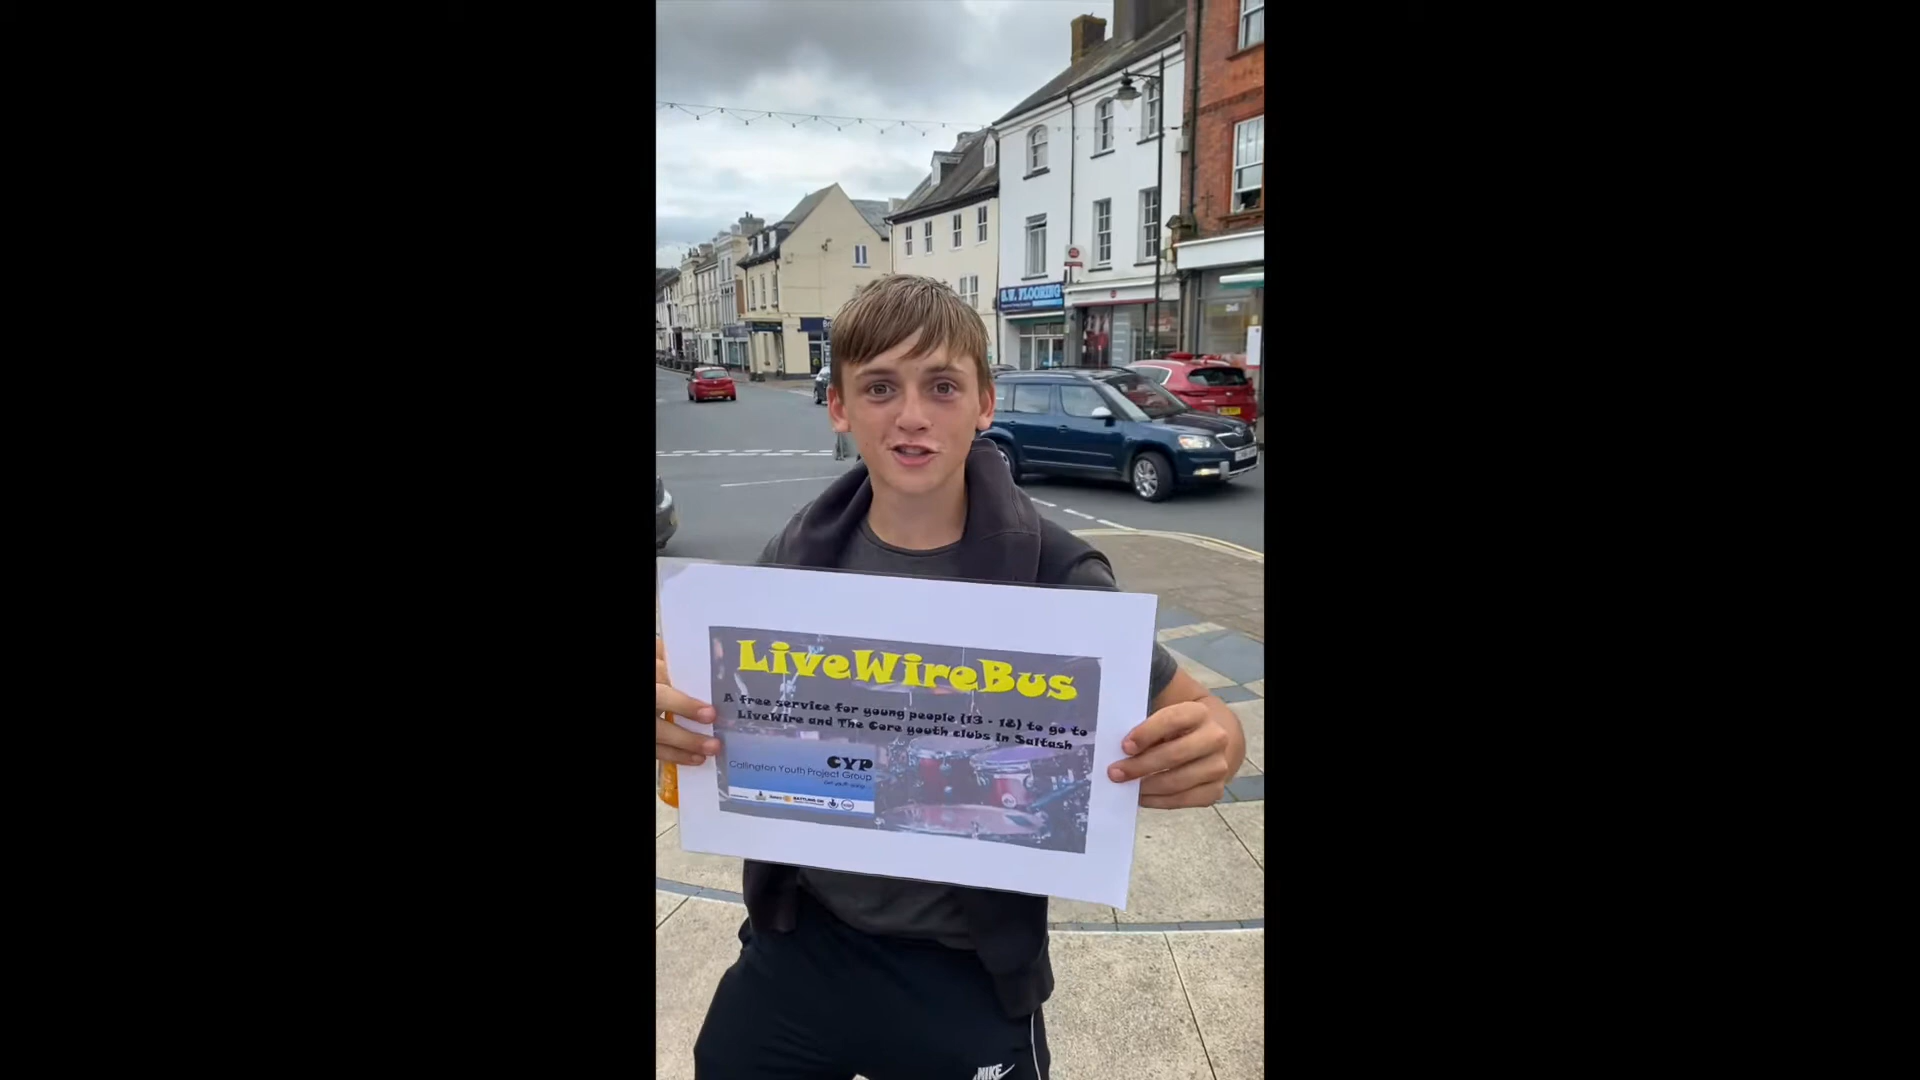 S.W. FLOORING
LiveWireBus
A free service for young people (13 - 18) to go to
LiveWire and The Core youth clubs in Saltash
CYP
Callington Youth Project Group
NIKE